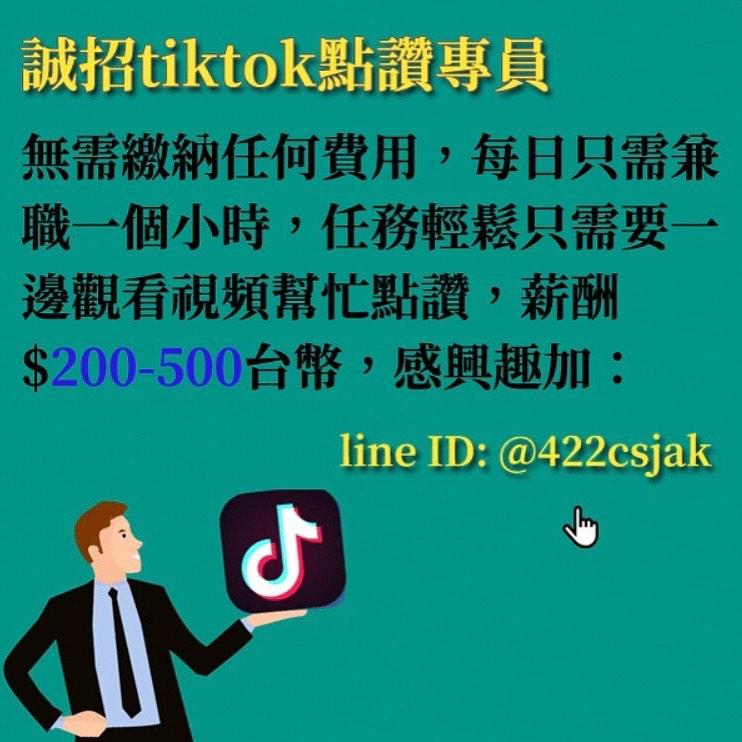 誠招tiktok點讚專員
無需繳納任何費用，每日只需兼
職一個小時，任務輕鬆只需要一
邊觀看視頻幫忙點讚，薪酬
$200-500台幣，感興趣加：
line ID: @422csjak